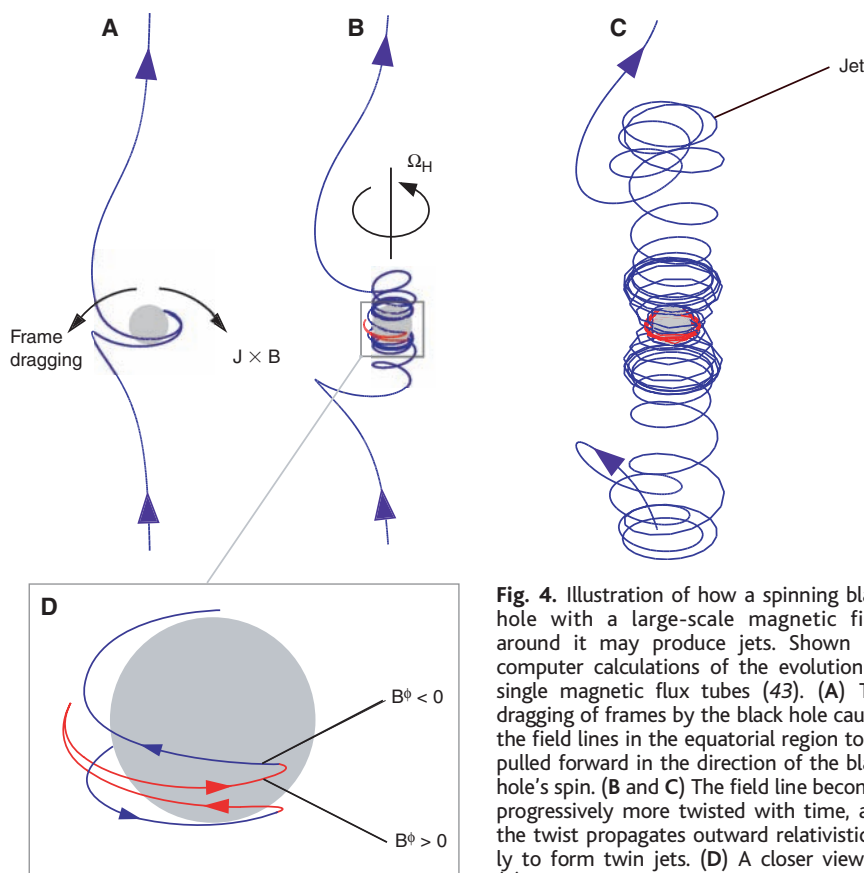 A
B
C
Jet
Ω_H
Frame
dragging
J × B
D
B^ϕ < 0
B^ϕ > 0
Fig. 4. Illustration of how a spinning bla
hole with a large-scale magnetic fi
around it may produce jets. Shown
computer calculations of the evolution
single magnetic flux tubes (43). (A) T
dragging of frames by the black hole cau
the field lines in the equatorial region to
pulled forward in the direction of the bla
hole's spin. (B and C) The field line becon
progressively more twisted with time, a
the twist propagates outward relativistic
ly to form twin jets. (D) A closer view